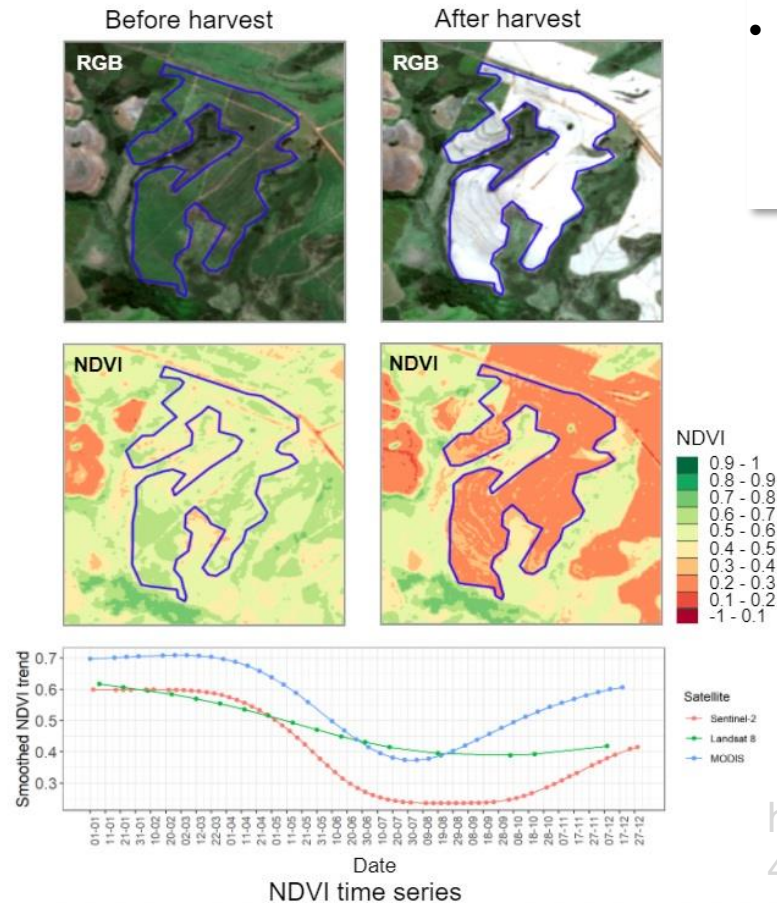 Before harvest
After harvest
•
RGB
RGB
NDVI
NDVI
NDVI
0.9 - 1
0.8 - 0.9
0.7 - 0.8
0.6 - 0.7
0.5 - 0.6
0.4 - 0.5
0.3 - 0.4
0.2 - 0.3
0.1 - 0.2
-1 - 0.1
Smoothed NDVI trend
0.7
0.6
0.5
0.4
0.3
01-01
11-01
21-01
31-01
10-02
20-02
02-03
12-03
22-03
01-04
11-04
21-04
01-05
11-05
21-05
31-05
10-06
20-06
30-06
10-07
20-07
30-07
09-08
19-08
29-08
08-09
18-09
28-09
08-10
18-10
28-10
07-11
17-11
27-11
07-12
17-12
27-12
Date
NDVI time series
Satellite
Sentinel-2
Landsat 8
MODIS